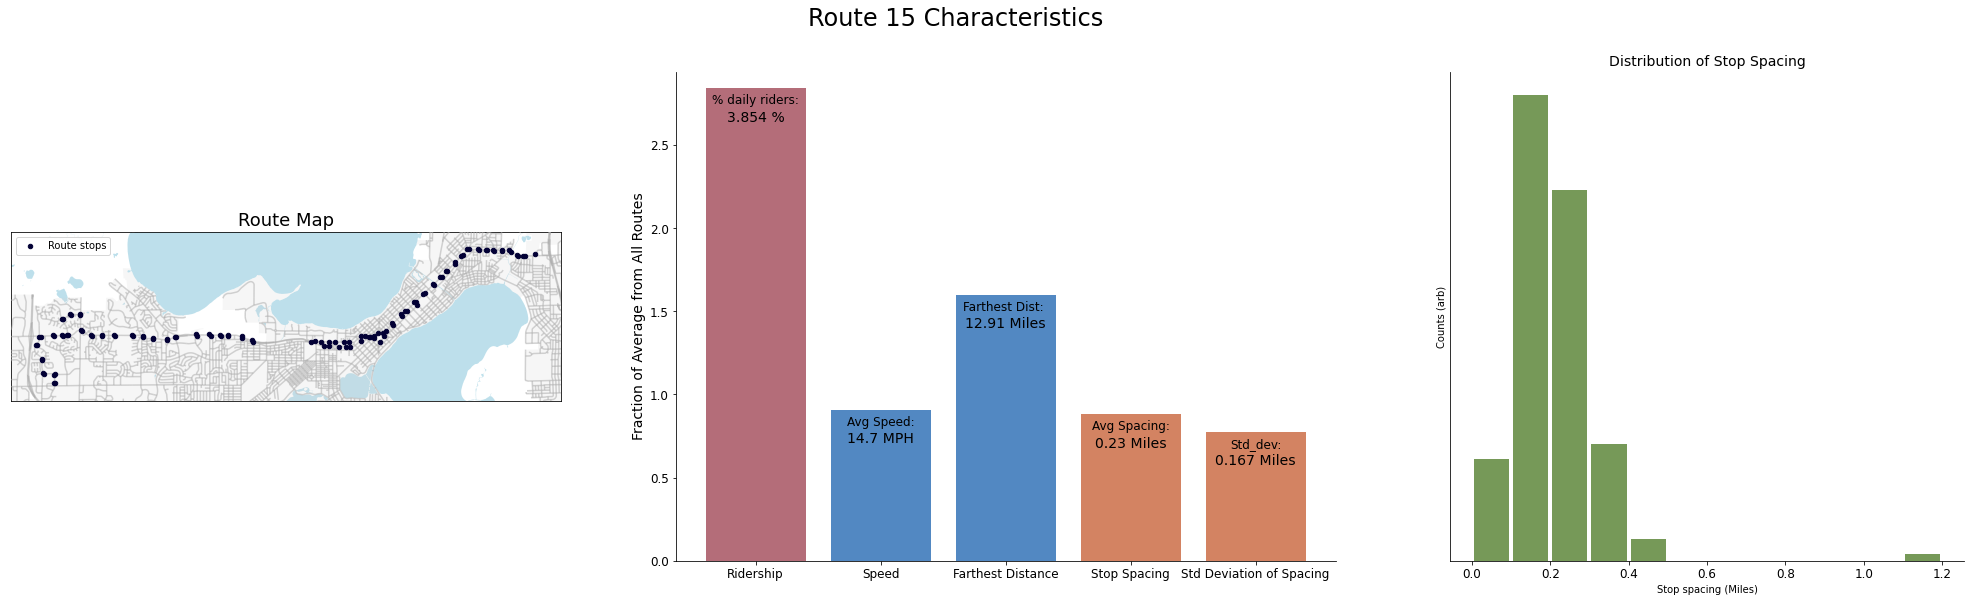 Route 15 Characteristics
Route Map
Route stops
Fraction of Average from All Routes
2.5
2.0
1.5
1.0
0.5
0.0
% daily riders:
3.854 %
Avg Speed:
14.7 MPH
Farthest Dist:
12.91 Miles
Avg Spacing:
0.23 Miles
Std_dev:
0.167 Miles
Ridership
Speed
Farthest Distance
Stop Spacing
Std Deviation of Spacing
Distribution of Stop Spacing
Counts (arb)
0.0
0.2
0.4
0.6
0.8
1.0
1.2
Stop spacing (Miles)